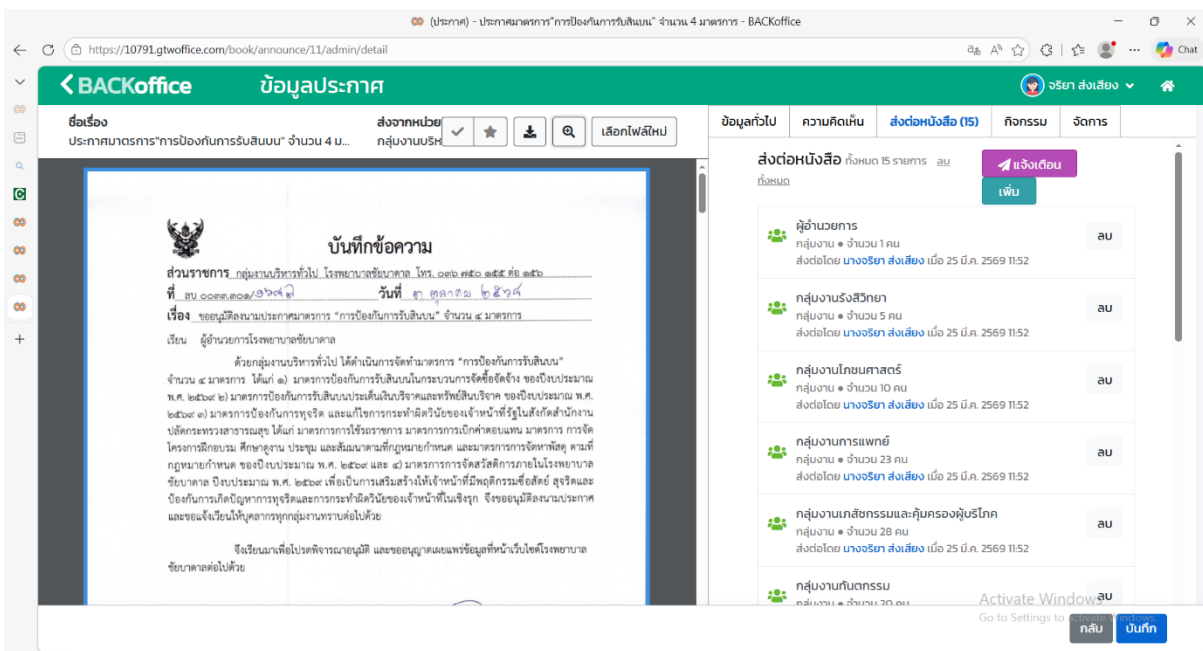 (ประกาศ) - ประกาศมาตรการ"การป้องกันการรับสินบน" จำนวน 4 มาตรการ - BACKoffice
https://10791.gtwoffice.com/book/announce/11/admin/detail
Chat
BACKoffice
ข้อมูลประกาศ
จริยา ส่งเสียง
ชื่อเรื่อง
ประกาศมาตรการ"การป้องกันการรับสินบน" จำนวน 4 ม...
ส่งจากหน่วย
กลุ่มงานบริห
เลือกไฟล์ใหม่
บันทึกข้อความ
ส่วนราชการ กลุ่มงานบริหารทั่วไป โรงพยาบาลชัยบาดาล โทร. ๐๓๖ ๗๕๐ ๑๕๕ ต่อ ๑๕๖
ที่ ลบ ๐๐๓๓.๓๐๑/
วันที่ ๓ ตุลาคม ๒๕๖๘
เรื่อง ขออนุมัติลงนามประกาศมาตรการ "การป้องกันการรับสินบน" จำนวน ๔ มาตรการ
เรียน ผู้อำนวยการโรงพยาบาลชัยบาดาล
ด้วยกลุ่มงานบริหารทั่วไป ได้ดำเนินการจัดทำมาตรการ "การป้องกันการรับสินบน"
จำนวน ๔ มาตรการ ได้แก่ ๑) มาตรการป้องกันการรับสินบนในกระบวนการจัดซื้อจัดจ้าง ของปีงบประมาณ
พ.ศ. ๒๕๖๙ ๒) มาตรการป้องกันการรับสินบนประเด็นเงินบริจาคและทรัพย์สินบริจาค ของปีงบประมาณ พ.ศ.
๒๕๖๙ ๓) มาตรการป้องกันการทุจริต และแก้ไขการกระทำผิดวินัยของเจ้าหน้าที่รัฐในสังกัดสำนักงาน
ปลัดกระทรวงสาธารณสุข ได้แก่ มาตรการการใช้รถราชการ มาตรการการเบิกค่าตอบแทน มาตรการ การจัด
โครงการฝึกอบรม ศึกษาดูงาน ประชุม และสัมมนาตามที่กฎหมายกำหนด และมาตรการการจัดหาพัสดุ ตามที่
กฎหมายกำหนด ของปีงบประมาณ พ.ศ. ๒๕๖๙ และ ๔) มาตรการการจัดสวัสดิการภายในโรงพยาบาล
ชัยบาดาล ปีงบประมาณ พ.ศ. ๒๕๖๙ เพื่อเป็นการเสริมสร้างให้เจ้าหน้าที่มีพฤติกรรมซื่อสัตย์ สุจริตและ
ป้องกันการเกิดปัญหาการทุจริตและการกระทำผิดวินัยของเจ้าหน้าที่ในเชิงรุก จึงขออนุมัติลงนามประกาศ
และขอแจ้งเวียนให้บุคลากรทุกกลุ่มงานทราบต่อไปด้วย
จึงเรียนมาเพื่อโปรดพิจารณาอนุมัติ และขออนุญาตเผยแพร่ข้อมูลที่หน้าเว็บไซต์โรงพยาบาล
ชัยบาดาลต่อไปด้วย
ข้อมูลทั่วไป
ความคิดเห็น
ส่งต่อหนังสือ (15)
กิจกรรม
จัดการ
ส่งต่อหนังสือ ทั้งหมด 15 รายการ ลบ
ทั้งหมด
แจ้งเตือน
เพิ่ม
ผู้อำนวยการ
กลุ่มงาน ● จำนวน 1 คน
ส่งต่อโดย นางจริยา ส่งเสียง เมื่อ 25 มี.ค. 2569 11:52
ลบ
กลุ่มงานรังสีวิทยา
กลุ่มงาน ● จำนวน 5 คน
ส่งต่อโดย นางจริยา ส่งเสียง เมื่อ 25 มี.ค. 2569 11:52
ลบ
กลุ่มงานโภชนศาสตร์
กลุ่มงาน ● จำนวน 10 คน
ส่งต่อโดย นางจริยา ส่งเสียง เมื่อ 25 มี.ค. 2569 11:52
ลบ
กลุ่มงานการแพทย์
กลุ่มงาน ● จำนวน 23 คน
ส่งต่อโดย นางจริยา ส่งเสียง เมื่อ 25 มี.ค. 2569 11:52
ลบ
กลุ่มงานเภสัชกรรมและคุ้มครองผู้บริโภค
กลุ่มงาน ● จำนวน 28 คน
ส่งต่อโดย นางจริยา ส่งเสียง เมื่อ 25 มี.ค. 2569 11:52
ลบ
กลุ่มงานทันตกรรม
กลุ่มงาน ● จำนวน 20 คน
ลบ
Activate Windows
Go to Settings to activate Windows.
กลับ
บันทึก